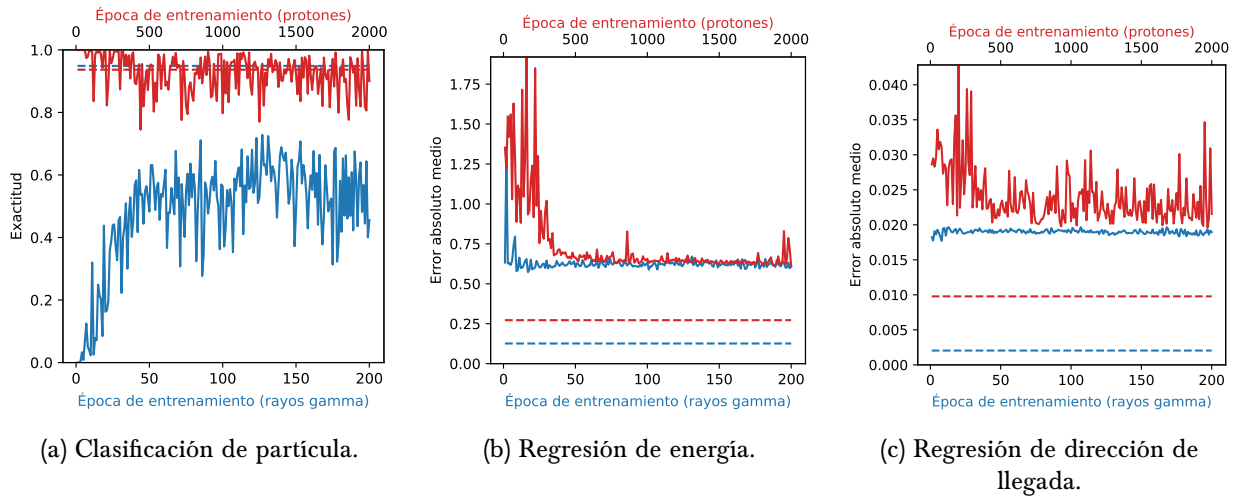 Época de entrenamiento (protones)
0 500 1000 1500 2000
1.0
0.8
0.6
0.4
0.2
0.0
Exactitud
0 50 100 150 200
Época de entrenamiento (rayos gamma)
(a) Clasificación de partícula.
Época de entrenamiento (protones)
0 500 1000 1500 2000
1.75
1.50
1.25
1.00
0.75
0.50
0.25
0.00
Error absoluto medio
0 50 100 150 200
Época de entrenamiento (rayos gamma)
(b) Regresión de energía.
Época de entrenamiento (protones)
0 500 1000 1500 2000
0.040
0.035
0.030
0.025
0.020
0.015
0.010
0.005
0.000
Error absoluto medio
0 50 100 150 200
Época de entrenamiento (rayos gamma)
(c) Regresión de dirección de
llegada.